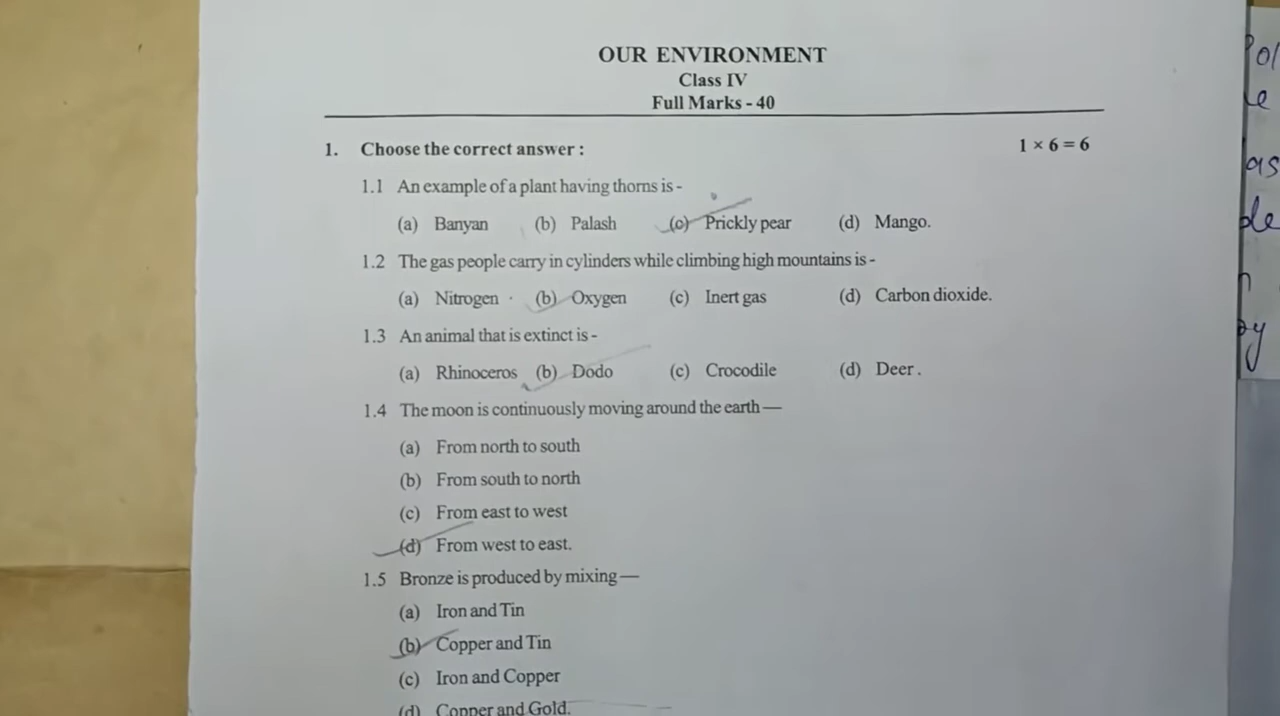 OUR ENVIRONMENT
Class IV
Full Marks - 40
1. Choose the correct answer : 1 × 6 = 6
1.1 An example of a plant having thorns is -
(a) Banyan (b) Palash (c) Prickly pear (d) Mango.
1.2 The gas people carry in cylinders while climbing high mountains is -
(a) Nitrogen (b) Oxygen (c) Inert gas (d) Carbon dioxide.
1.3 An animal that is extinct is -
(a) Rhinoceros (b) Dodo (c) Crocodile (d) Deer.
1.4 The moon is continuously moving around the earth —
(a) From north to south
(b) From south to north
(c) From east to west
(d) From west to east.
1.5 Bronze is produced by mixing —
(a) Iron and Tin
(b) Copper and Tin
(c) Iron and Copper
(d) Copper and Gold.